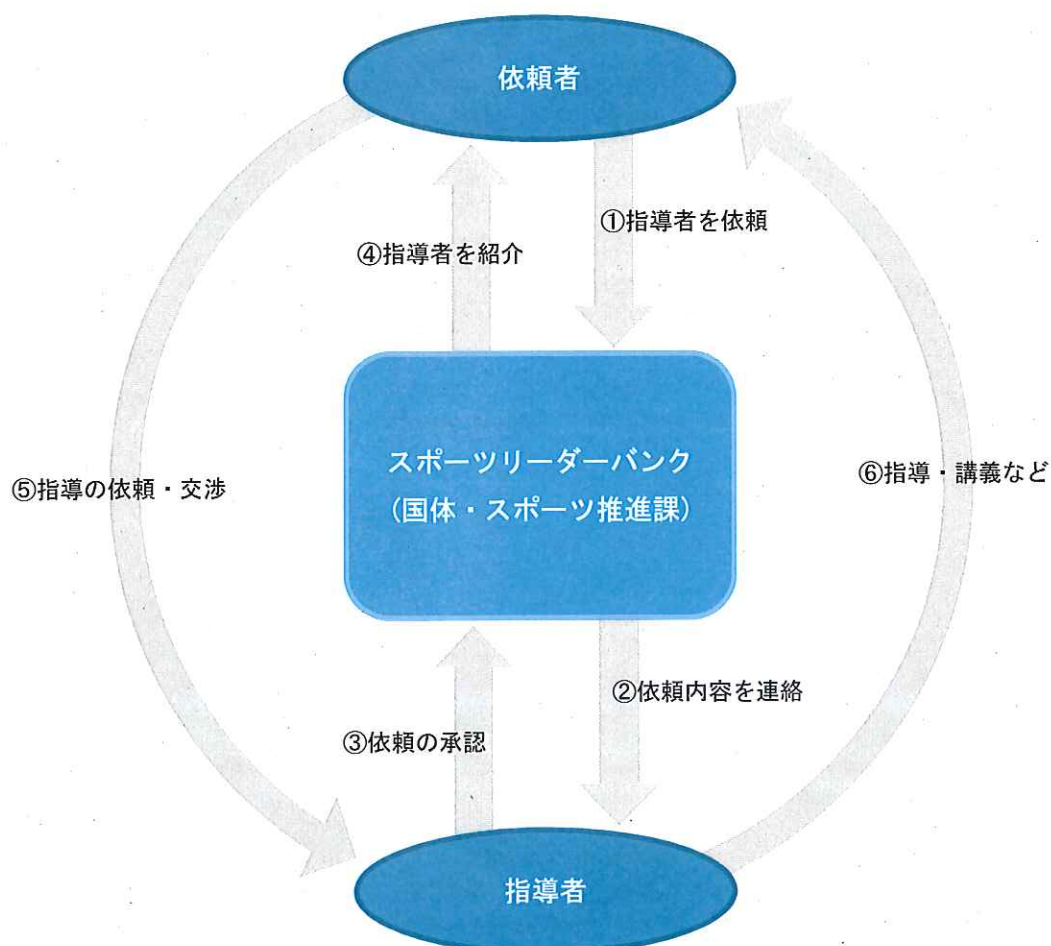 依頼者
①指導者を依頼
④指導者を紹介
スポーツリーダーバンク
(国体・スポーツ推進課)
⑤指導の依頼・交渉
⑥指導・講義など
②依頼内容を連絡
③依頼の承認
指導者